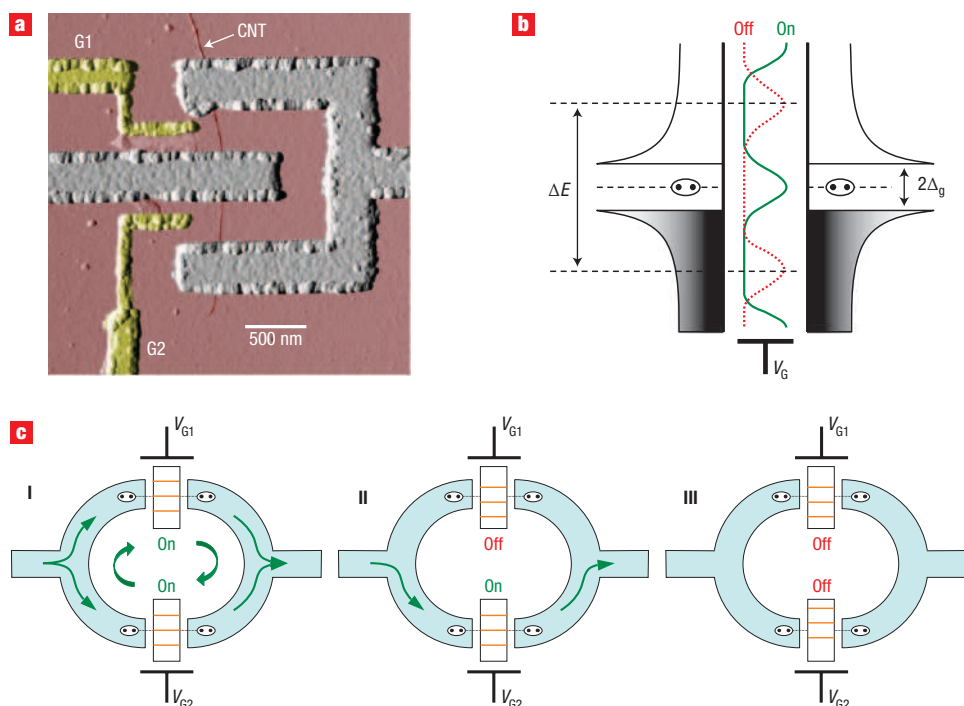 a
G1
CNT
G2
500 nm
b
Off On
ΔE
2Δg
VG
c
I
VG1
On
On
VG2
II
VG1
Off
On
VG2
III
VG1
Off
Off
VG2